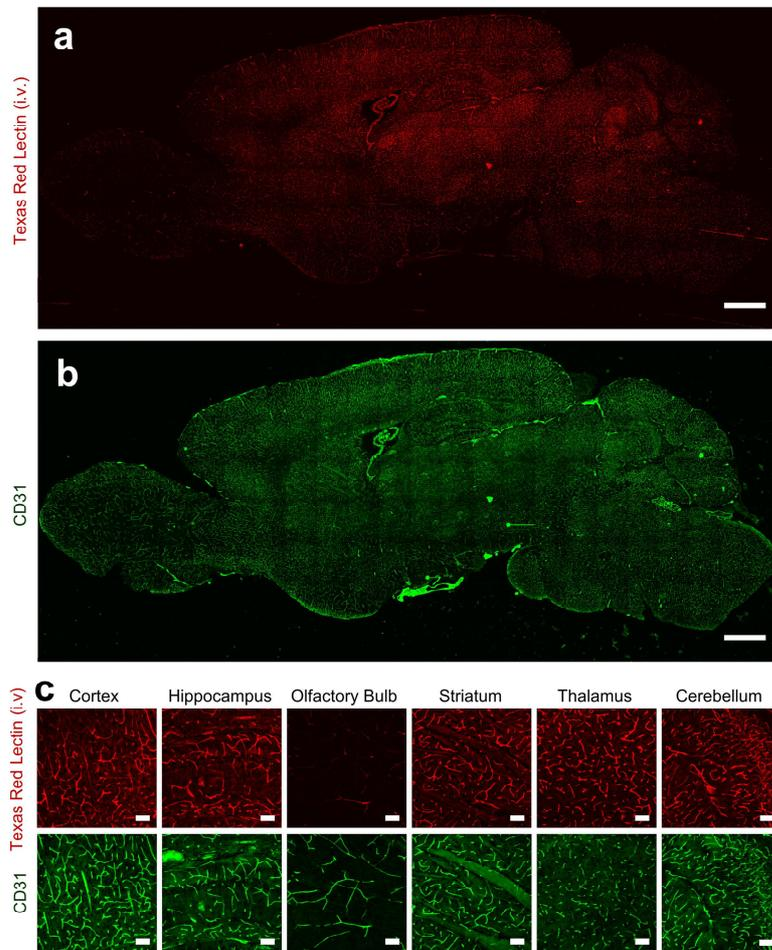 a
Texas Red Lectin (i.v.)
b
CD31
c
Cortex Hippocampus Olfactory Bulb Striatum Thalamus Cerebellum
Texas Red Lectin (i.v)
CD31